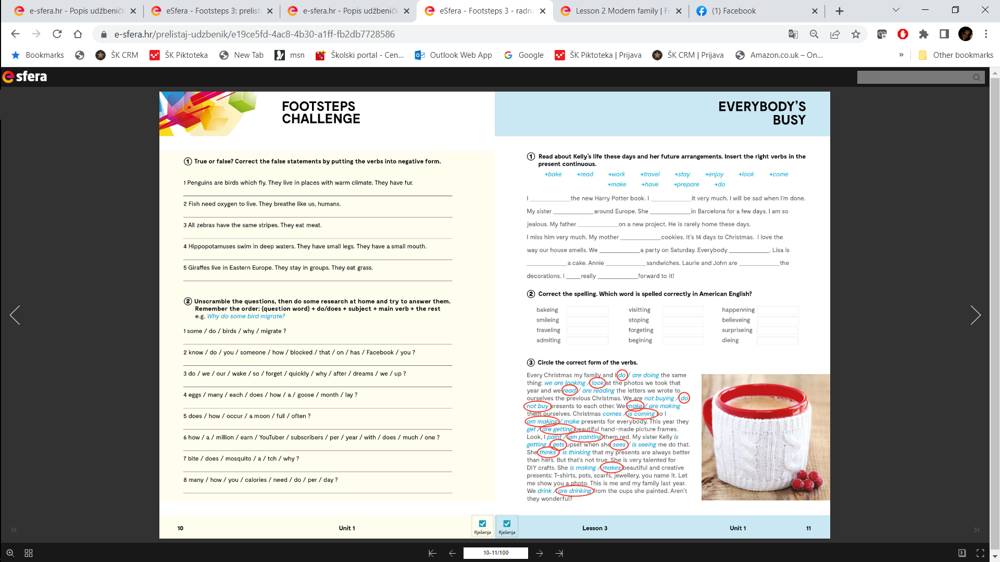 e-sfera.hr - Popis udžbeničk
eSfera - Footsteps 3: prelist
e-sfera.hr - Popis udžbeničk
eSfera - Footsteps 3 - radna
Lesson 2 Modern family | Fo
(1) Facebook
e-sfera.hr/prelistaj-udzbenik/e19ce5fd-4ac8-4b30-a1ff-fb2db7728586
Bookmarks ŠK CRM ŠK Piktoteka New Tab msn Školski portal - Cen... Outlook Web App Google ŠK Piktoteka | Prijava ŠK CRM | Prijava Amazon.co.uk – On... » Other bookmarks
esfera
FOOTSTEPS
CHALLENGE
1 True or false? Correct the false statements by putting the verbs into negative form.
1 Penguins are birds which fly. They live in places with warm climate. They have fur.
2 Fish need oxygen to live. They breathe like us, humans.
3 All zebras have the same stripes. They eat meat.
4 Hippopotamuses swim in deep waters. They have small legs. They have a small mouth.
5 Giraffes live in Eastern Europe. They stay in groups. They eat grass.
2 Unscramble the questions, then do some research at home and try to answer them.
Remember the order: (question word) + do/does + subject + main verb + the rest
e.g. Why do some bird migrate?
1 some / do / birds / why / migrate ?
2 know / do / you / someone / how / blocked / that / on / has / Facebook / you ?
3 do / we / our / wake / so / forget / quickly / why / after / dreams / we / up ?
4 eggs / many / each / does / how / a / goose / month / lay ?
5 does / how / occur / a moon / full / often ?
6 how / a / million / earn / YouTuber / subscribers / per / year / with / does / much / one ?
7 bite / does / mosquito / a / tch / why ?
8 many / how / you / calories / need / do / per / day ?
10 Unit 1 Rješenja
EVERYBODY'S
BUSY
1 Read about Kelly's life these days and her future arrangements. Insert the right verbs in the
present continuous.
→bake →read →work →travel →stay →enjoy →look →come
→make →have →prepare →do
I ____________the new Harry Potter book. I ____________it very much. I will be sad when I'm done.
My sister ____________around Europe. She ____________in Barcelona for a few days. I am so
jealous. My father ____________on a new project. He is rarely home these days.
I miss him very much. My mother ____________cookies. It's 14 days to Christmas. I love the
way our house smells. We ____________a party on Saturday. Everybody ____________. Lisa is
____________a cake. Annie ____________sandwiches. Laurie and John are ____________the
decorations. I ____really ____________forward to it!
2 Correct the spelling. Which word is spelled correctly in American English?
bakeing visitting happenning
smileing stoping believeing
traveling forgeting surpriseing
admiting begining dieing
3 Circle the correct form of the verbs.
Every Christmas my family and I do / are doing the same
thing: we are looking / look at the photos we took that
year and we read / are reading the letters we wrote to
ourselves the previous Christmas. We are not buying / do
not buy presents to each other. We make / are making
them ourselves. Christmas comes / is coming so I
am making / make presents for everybody. This year they
get / are getting beautiful hand-made picture frames.
Look, I paint / am painting them red. My sister Kelly is
getting / gets upset when she sees / is seeing me do that.
She thinks / is thinking that my presents are always better
than hers. But that's not true. She is very talented for
DIY crafts. She is making / makes beautiful and creative
presents: T-shirts, pots, scarfs, jewellery, you name it. Let
me show you a photo. This is me and my family last year.
We drink / are drinking from the cups she painted. Aren't
they wonderful?
Rješenja Lesson 3 Unit 1 11
10-11/100